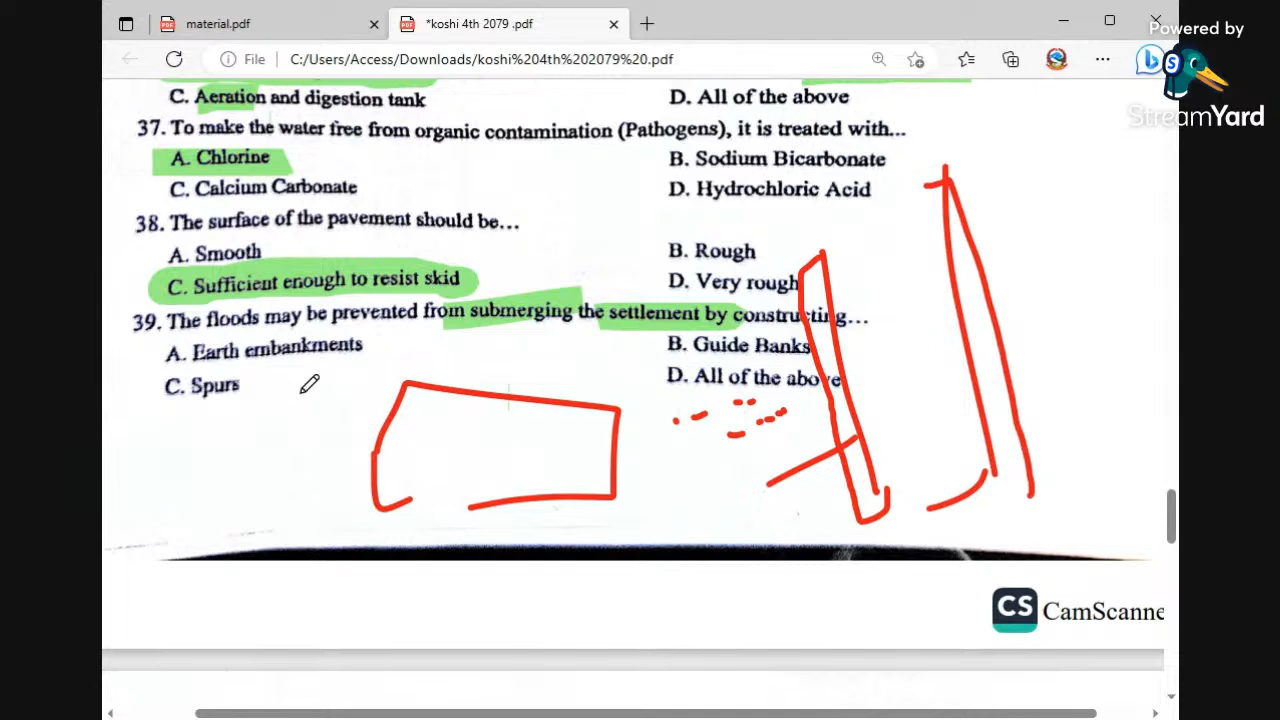 material.pdf
*koshi 4th 2079 .pdf
Powered by
File
C:/Users/Access/Downloads/koshi%204th%202079%20.pdf
StreamYard
C. Aeration and digestion tank
D. All of the above
37. To make the water free from organic contamination (Pathogens), it is treated with...
A. Chlorine
B. Sodium Bicarbonate
C. Calcium Carbonate
D. Hydrochloric Acid
38. The surface of the pavement should be...
A. Smooth
B. Rough
C. Sufficient enough to resist skid
D. Very rough
39. The floods may be prevented from submerging the settlement by constructing...
A. Earth embankments
B. Guide Banks
C. Spurs
D. All of the above
CS CamScanne